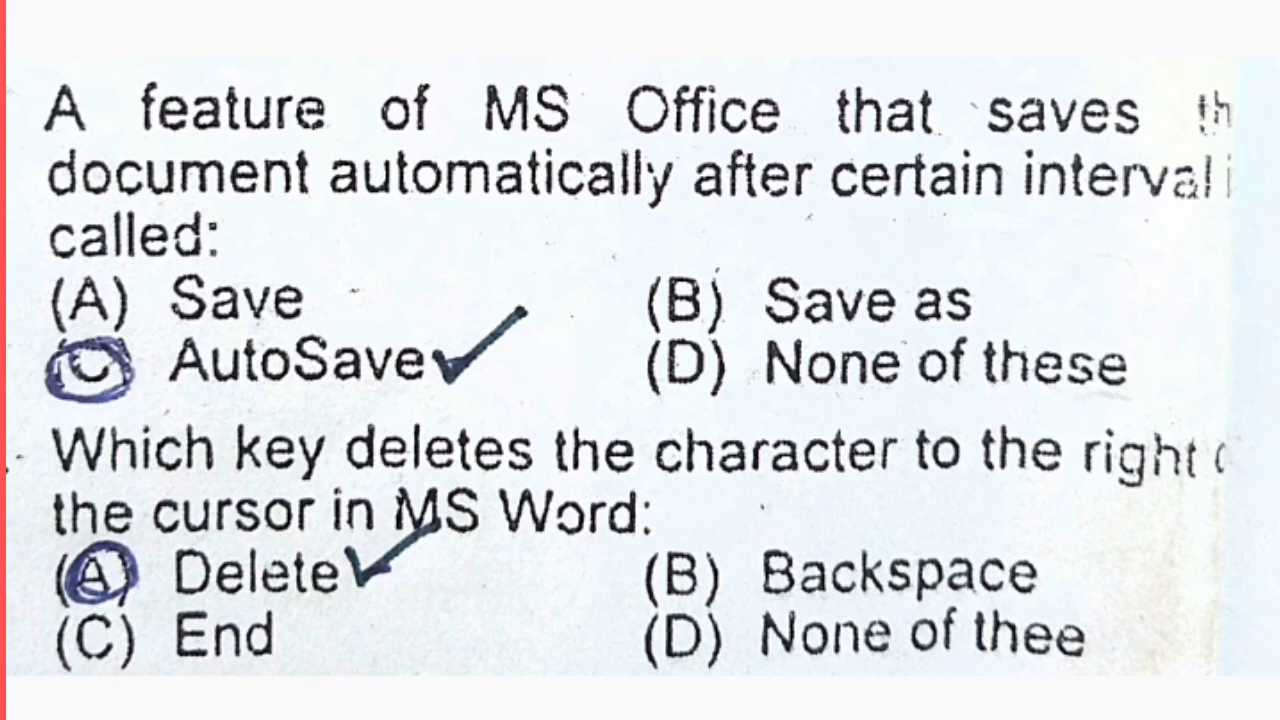 A feature of MS Office that saves th
document automatically after certain interval i
called:
(A) Save (B) Save as
(C) AutoSave (D) None of these
Which key deletes the character to the right
the cursor in MS Word:
(A) Delete (B) Backspace
(C) End (D) None of thee